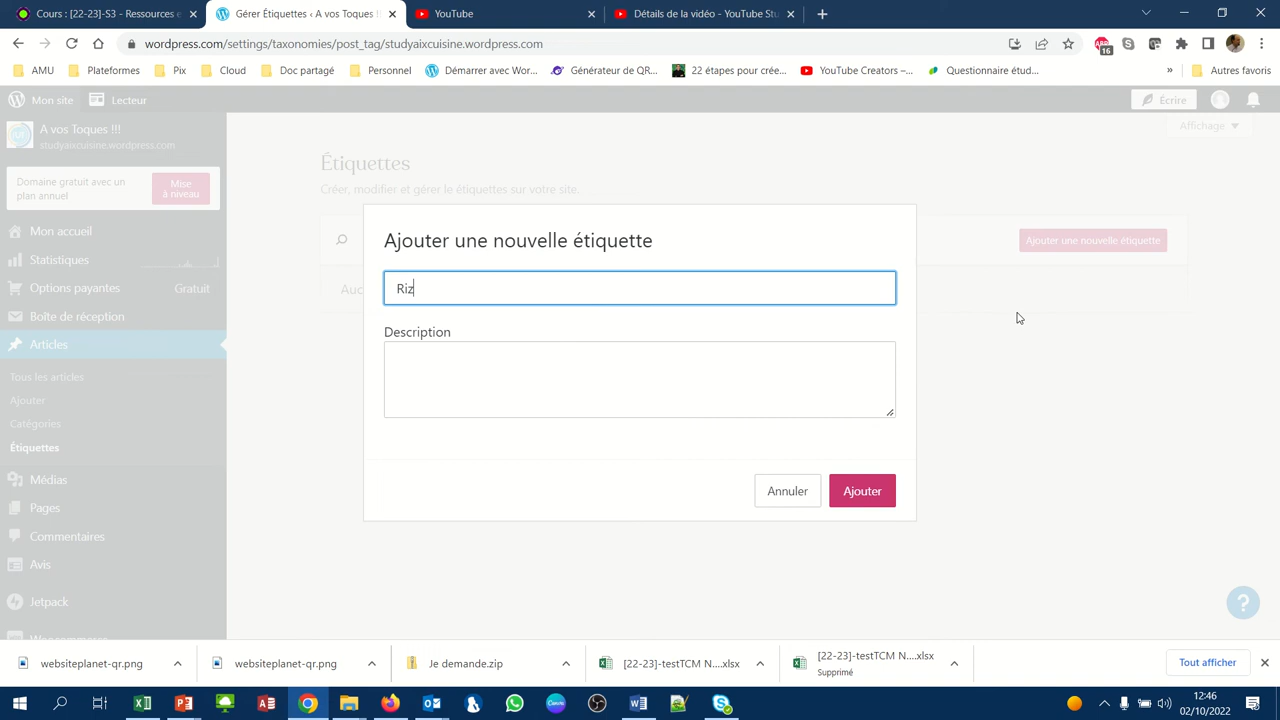 [22-23]-S3 - Ressources e
Gérer Étiquettes ‹ A vos Toques !!!
YouTube
Détails de la vidéo - YouTube Stu
wordpress.com/settings/taxonomies/post_tag/studyaixcuisine.wordpress.com
16
AMU
Plateformes
Pix
Cloud
Doc partagé
Personnel
Démarrer avec Wor...
Générateur de QR...
22 étapes pour crée...
YouTube Creators –...
Questionnaire étud...
»
Autres favoris
Mon site
Lecteur
Écrire
A vos Toques !!!
studyaixcuisine.wordpress.com
Affichage
Domaine gratuit avec un
plan annuel
Mise
à niveau
Étiquettes
Créer, modifier et gérer le étiquettes sur votre site.
Mon accueil
Statistiques
Options payantes
Gratuit
Boîte de réception
Articles
Tous les articles
Ajouter
Catégories
Étiquettes
Médias
Pages
Commentaires
Avis
Jetpack
Ajouter une nouvelle étiquette
Auc
Ajouter une nouvelle étiquette
Riz
Description
Annuler
Ajouter
?
websiteplanet-qr.png
websiteplanet-qr.png
Je demande.zip
[22-23]-testTCM N....xlsx
[22-23]-testTCM N....xlsx
Supprimé
Tout afficher
12:46
02/10/2022